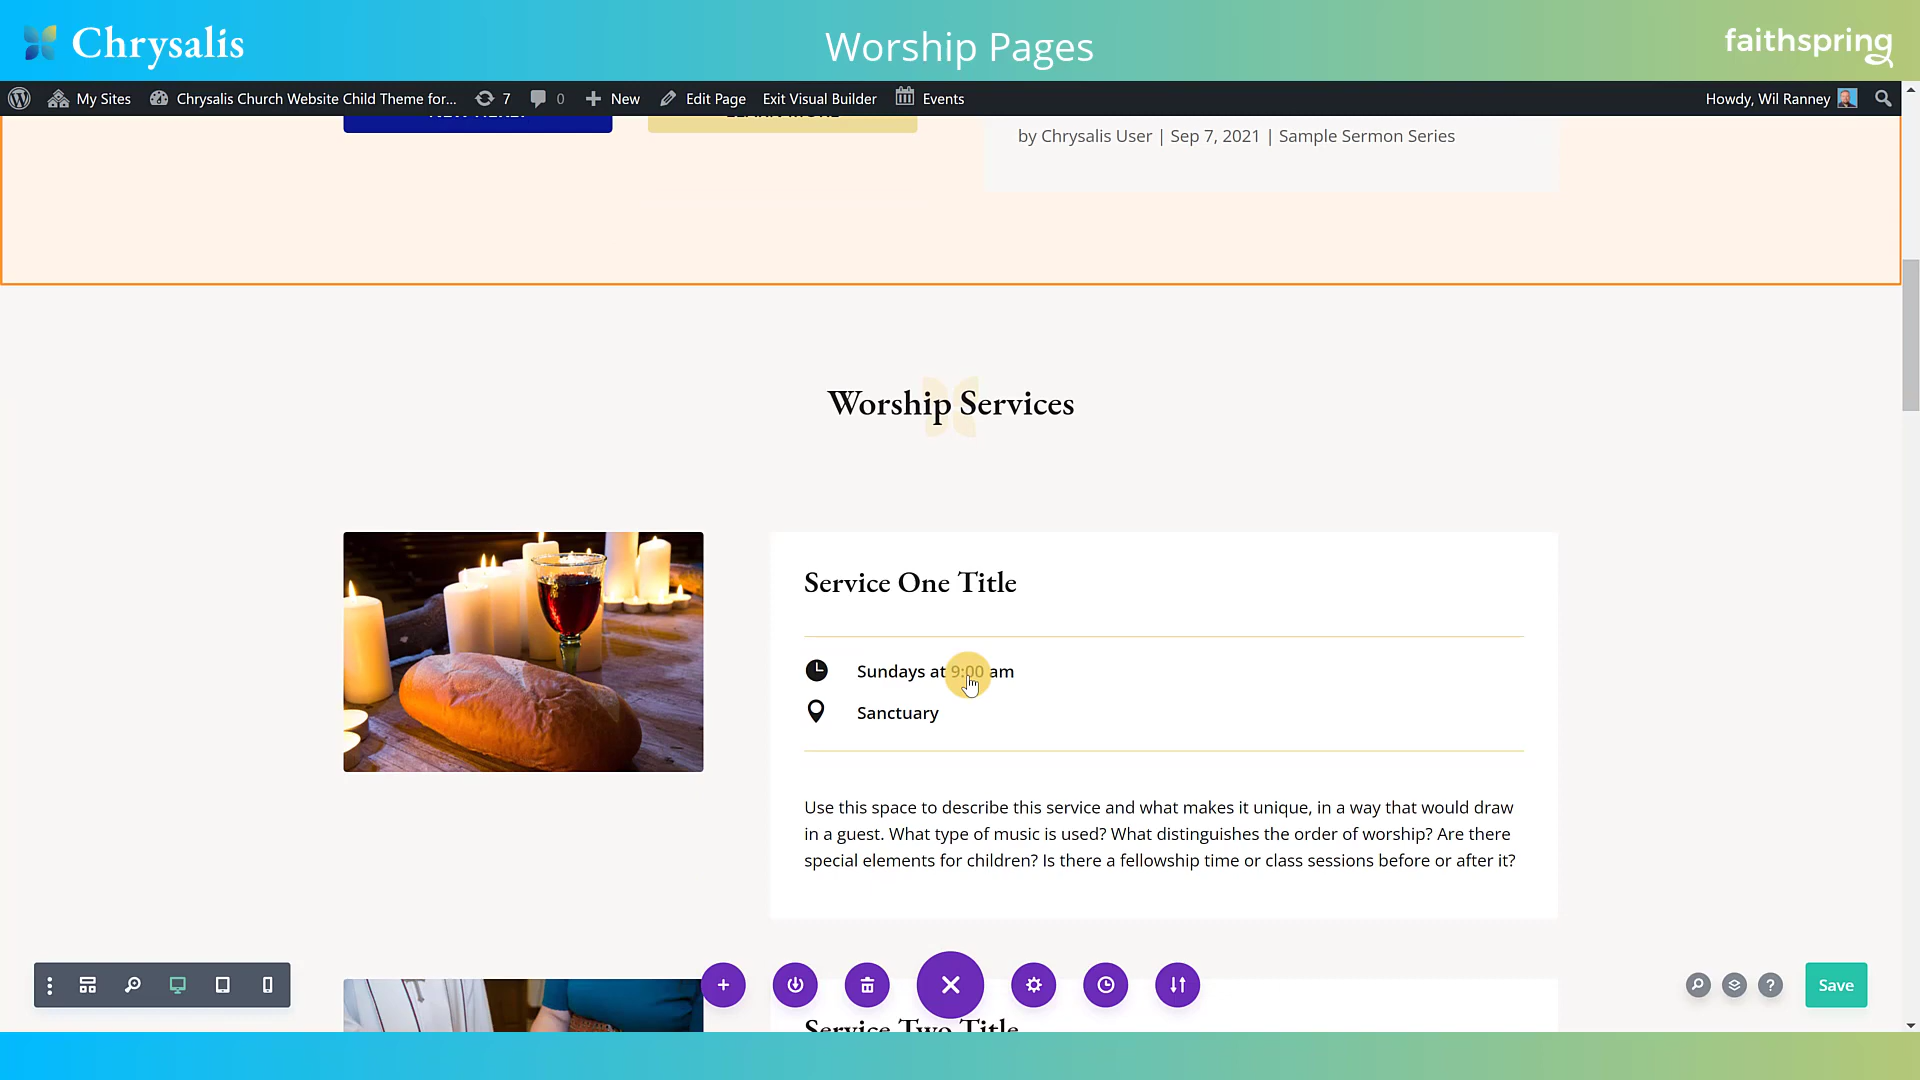 Chrysalis
Worship Pages
faithspring
My Sites
Chrysalis Church Website Child Theme for...
7
0
New
Edit Page
Exit Visual Builder
Events
Howdy, Wil Ranney
NEW HERE?
LEARN MORE
by Chrysalis User | Sep 7, 2021 | Sample Sermon Series
Worship Services
Service One Title
Sundays at 9:00 am
Sanctuary
Use this space to describe this service and what makes it unique, in a way that would draw
in a guest. What type of music is used? What distinguishes the order of worship? Are there
special elements for children? Is there a fellowship time or class sessions before or after it?
Save
Service Two Title